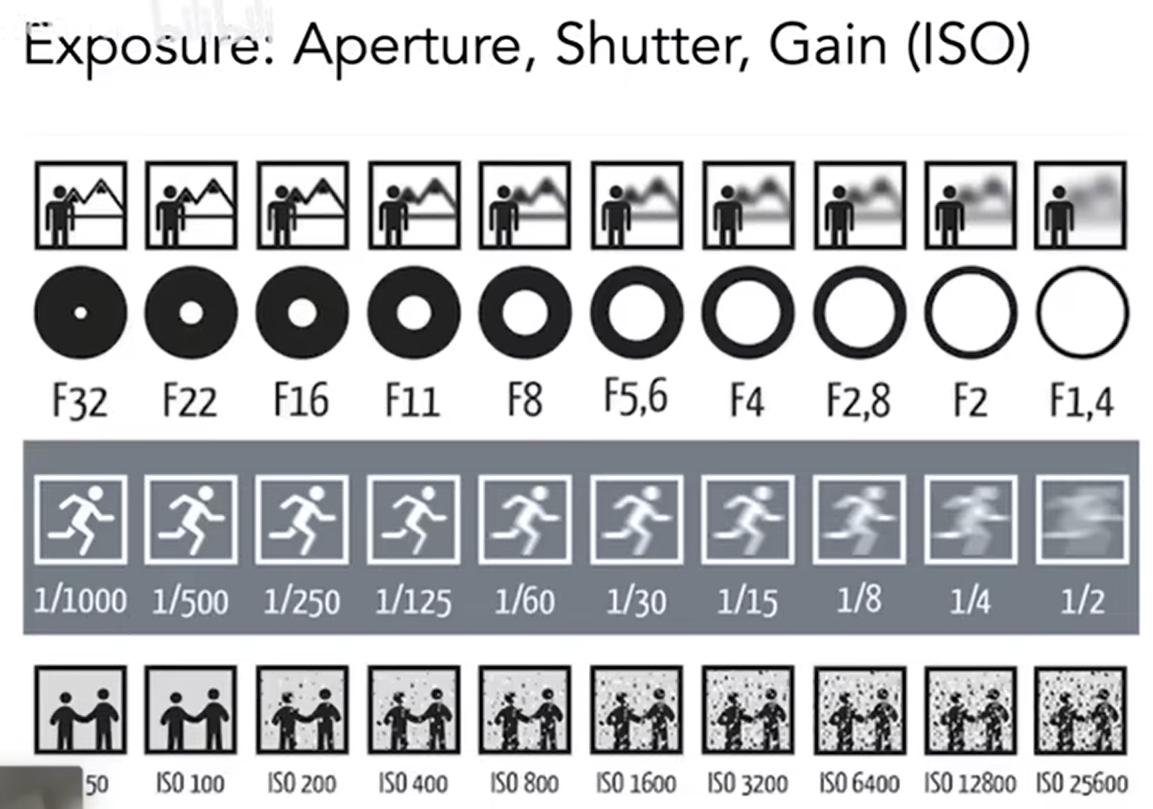 Exposure: Aperture, Shutter, Gain (ISO)
F32 F22 F16 F11 F8 F5,6 F4 F2,8 F2 F1,4
1/1000 1/500 1/250 1/125 1/60 1/30 1/15 1/8 1/4 1/2
50 ISO 100 ISO 200 ISO 400 ISO 800 ISO 1600 ISO 3200 ISO 6400 ISO 12800 ISO 25600